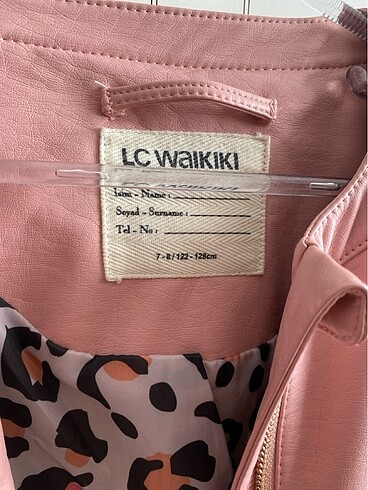 LC WAIKIKI
İsim - Name :
Soyad - Surname :
Tel - No :
7 - 8 / 122 - 128cm